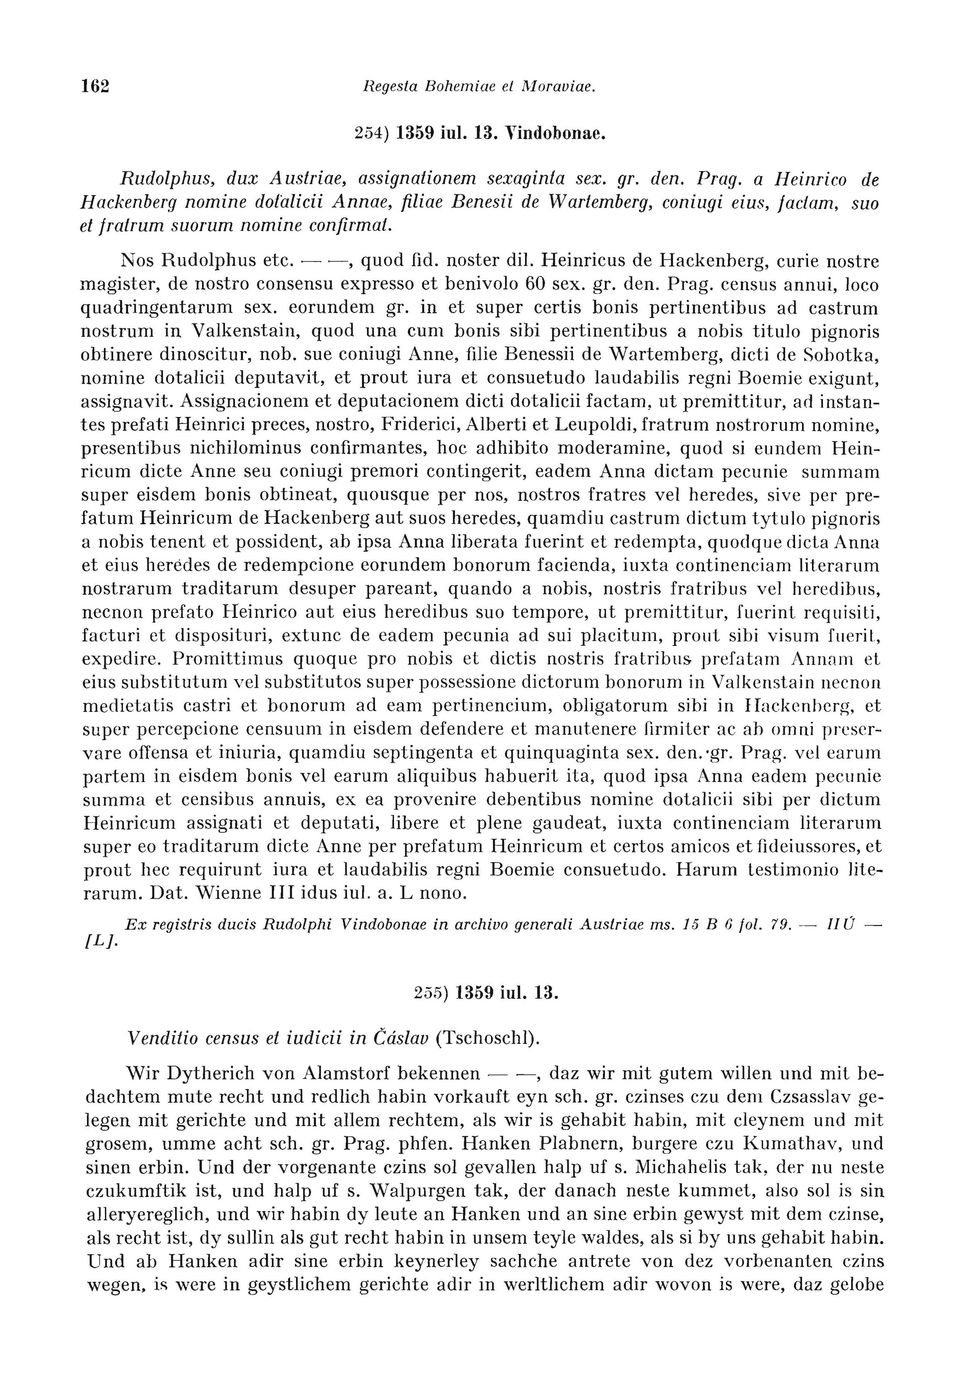 162 Regesta Bohemiae et Moraviae.
254) 1359 iul. 13. Vindobonae.
Rudolphus, dux Austriae, assignationem sexaginta sex. gr. den. Prag. a Heinrico de
Hackenberg nomine dotalicii Annae, filiae Benesii de Wartemberg, coniugi eius, factam, suo
et fratrum suorum nomine confirmat.
Nos Rudolphus etc. — —, quod fid. noster dil. Heinricus de Hackenberg, curie nostre
magister, de nostro consensu expresso et benivolo 60 sex. gr. den. Prag. census annui, loco
quadringentarum sex. eorundem gr. in et super certis bonis pertinentibus ad castrum
nostrum in Valkenstain, quod una cum bonis sibi pertinentibus a nobis titulo pignoris
obtinere dinoscitur, nob. sue coniugi Anne, filie Benessii de Wartemberg, dicti de Sobotka,
nomine dotalicii deputavit, et prout iura et consuetudo laudabilis regni Boemie exigunt,
assignavit. Assignacionem et deputacionem dicti dotalicii factam, ut premittitur, ad instan-
tes prefati Heinrici preces, nostro, Friderici, Alberti et Leupoldi, fratrum nostrorum nomine,
presentibus nichilominus confirmantes, hoc adhibito moderamine, quod si eundem Hein-
ricum dicte Anne seu coniugi premori contingerit, eadem Anna dictam pecunie summam
super eisdem bonis obtineat, quousque per nos, nostros fratres vel heredes, sive per pre-
fatum Heinricum de Hackenberg aut suos heredes, quamdiu castrum dictum tytulo pignoris
a nobis tenent et possident, ab ipsa Anna liberata fuerint et redempta, quodque dicta Anna
et eius heredes de redempcione eorundem bonorum facienda, iuxta continenciam literarum
nostrarum traditarum desuper pareant, quando a nobis, nostris fratribus vel heredibus,
necnon prefato Heinrico aut eius heredibus suo tempore, ut premittitur, fuerint requisiti,
facturi et disposituri, extunc de eadem pecunia ad sui placitum, prout sibi visum fuerit,
expedire. Promittimus quoque pro nobis et dictis nostris fratribus prefatam Annam et
eius substitutum vel substitutos super possessione dictorum bonorum in Valkenstain necnon
medietatis castri et bonorum ad eam pertinencium, obligatorum sibi in Hackenberg, et
super percepcione censuum in eisdem defendere et manutenere firmiter ac ab omni preser-
vare offensa et iniuria, quamdiu septingenta et quinquaginta sex. den. gr. Prag. vel earum
partem in eisdem bonis vel earum aliquibus habuerit ita, quod ipsa Anna eadem pecunie
summa et censibus annuis, ex ea provenire debentibus nomine dotalicii sibi per dictum
Heinricum assignati et deputati, libere et plene gaudeat, iuxta continenciam literarum
super eo traditarum dicte Anne per prefatum Heinricum et certos amicos et fideiussores, et
prout hec requirunt iura et laudabilis regni Boemie consuetudo. Harum testimonio lite-
rarum. Dat. Wienne III idus iul. a. L nono.
Ex registris ducis Rudolphi Vindobonae in archivo generali Austriae ms. 15 B 6 fol. 79. — HÚ —
[L].
255) 1359 iul. 13.
Venditio census et iudicii in Čáslav (Tschoschl).
Wir Dytherich von Alamstorf bekennen — —, daz wir mit gutem willen und mit be-
dachtem mute recht und redlich habin vorkauft eyn sch. gr. czinses czu dem Czsasslav ge-
legen mit gerichte und mit allem rechtem, als wir is gehabit habin, mit cleynem und mit
grosem, umme acht sch. gr. Prag. phfen. Hanken Plabnern, burgere czu Kumathav, und
sinen erbin. Und der vorgenante czins sol gevallen halp uf s. Michahelis tak, der nu neste
czukumftik ist, und halp uf s. Walpurgen tak, der danach neste kummet, also sol is sin
alleryereglich, und wir habin dy leute an Hanken und an sine erbin gewyst mit dem czinse,
als recht ist, dy sullin als gut recht habin in unsem teyle waldes, als si by uns gehabit habin.
Und ab Hanken adir sine erbin keynerley sachche antrete von dez vorbenanten czins
wegen, is were in geystlichem gerichte adir in werltlichem adir wovon is were, daz gelobe